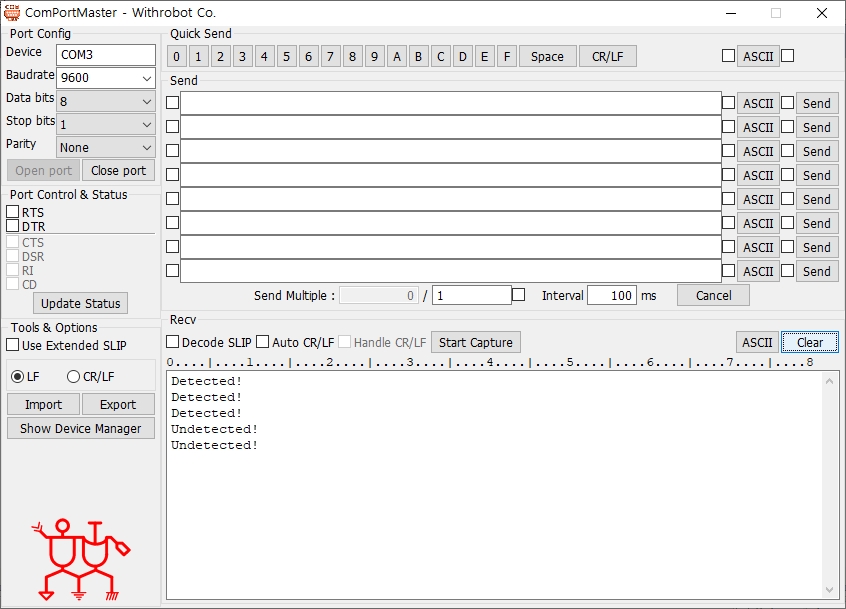 ComPortMaster - Withrobot Co.
Port Config
Device COM3
Baudrate 9600
Data bits 8
Stop bits 1
Parity None
Open port Close port
Port Control & Status
RTS
DTR
CTS
DSR
RI
CD
Update Status
Tools & Options
Use Extended SLIP
LF CR/LF
Import Export
Show Device Manager
Quick Send
0 1 2 3 4 5 6 7 8 9 A B C D E F Space CR/LF ASCII
Send
ASCII Send
ASCII Send
ASCII Send
ASCII Send
ASCII Send
ASCII Send
ASCII Send
ASCII Send
Send Multiple : 0 / 1 Interval 100 ms Cancel
Recv
Decode SLIP Auto CR/LF Handle CR/LF Start Capture ASCII Clear
0....|....1....|....2....|....3....|....4....|....5....|....6....|....7....|....8
Detected!
Detected!
Detected!
Undetected!
Undetected!